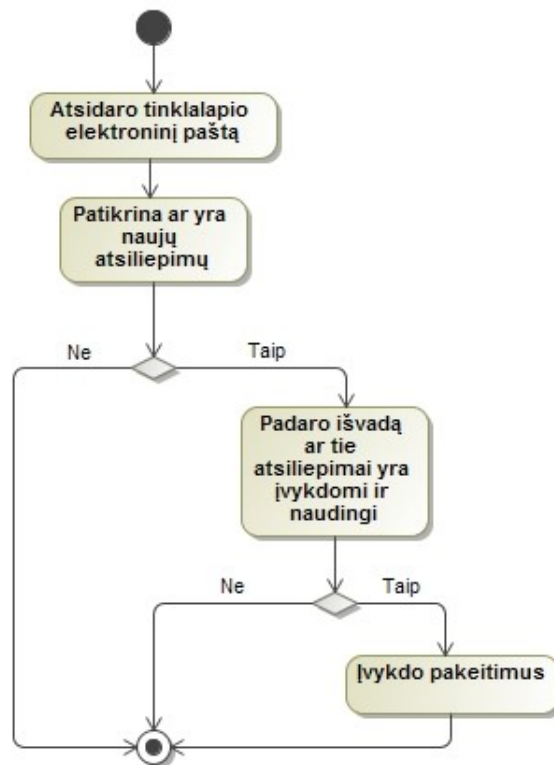 Atsidaro tinklalapio
elektroninį paštą
Patikrina ar yra
naujų
atsiliepimų
Ne
Taip
Padaro išvadą
ar tie
atsiliepimai yra
įvykdomi ir
naudingi
Ne
Taip
Įvykdo pakeitimus